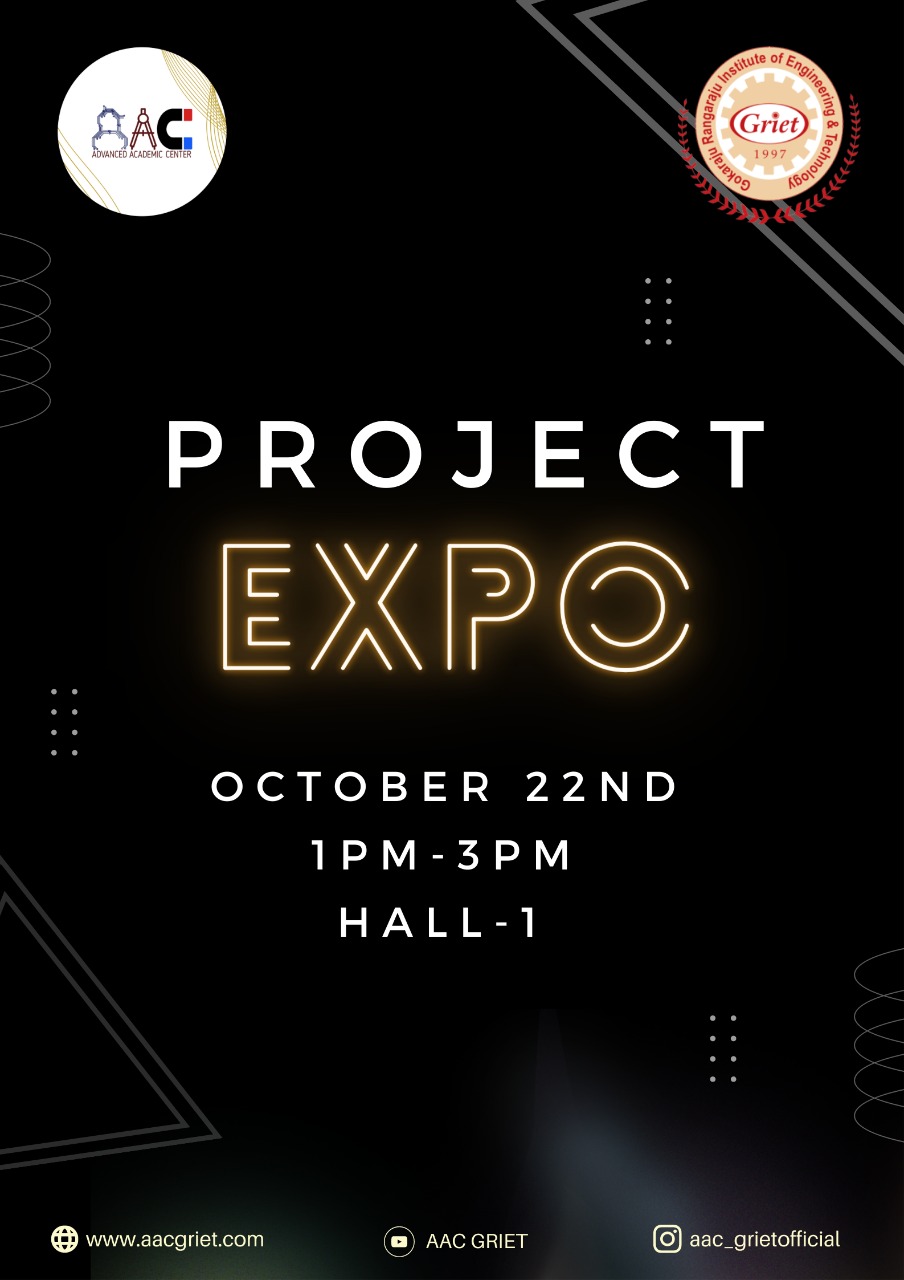 AAC
ADVANCED ACADEMIC CENTER
Gokaraju Rangaraju Institute of Engineering & Technology
Griet
1997
PROJECT
EXPO
OCTOBER 22ND
1PM-3PM
HALL-1
www.aacgriet.com
AAC GRIET
aac_grietofficial